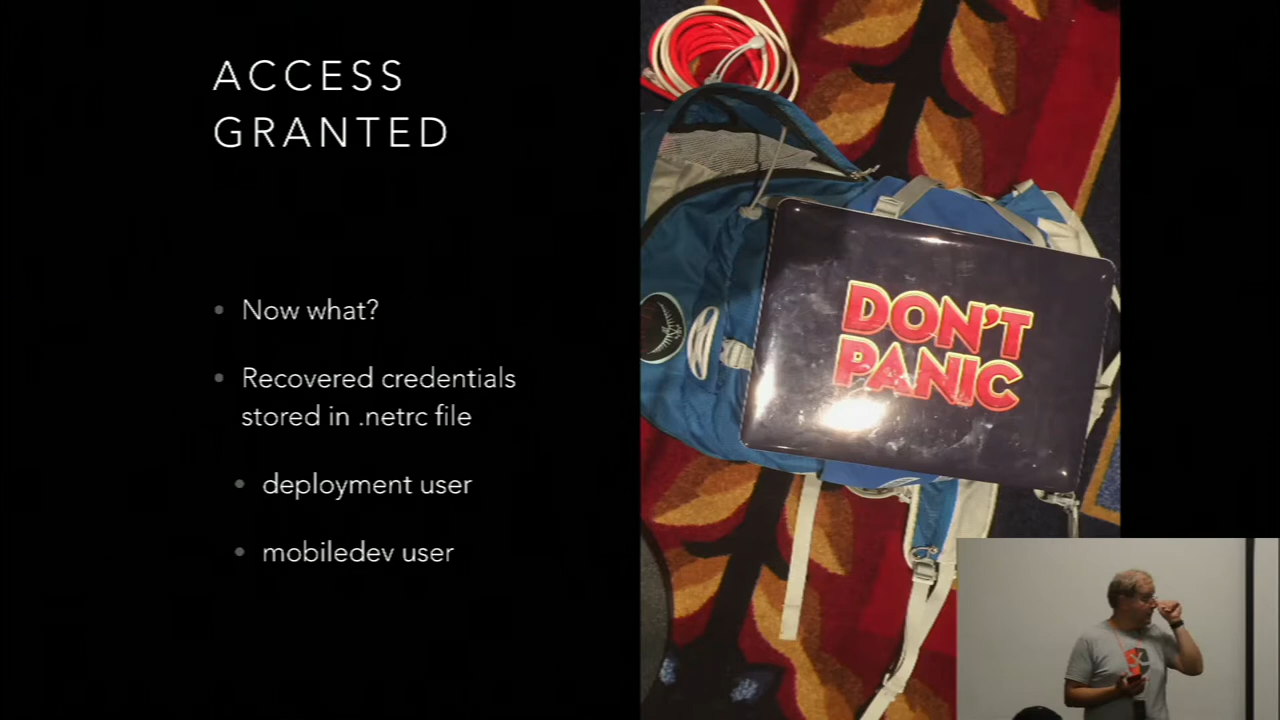 ACCESS
GRANTED
Now what?
Recovered credentials
stored in .netrc file
deployment user
mobiledev user
DON'T
PANIC